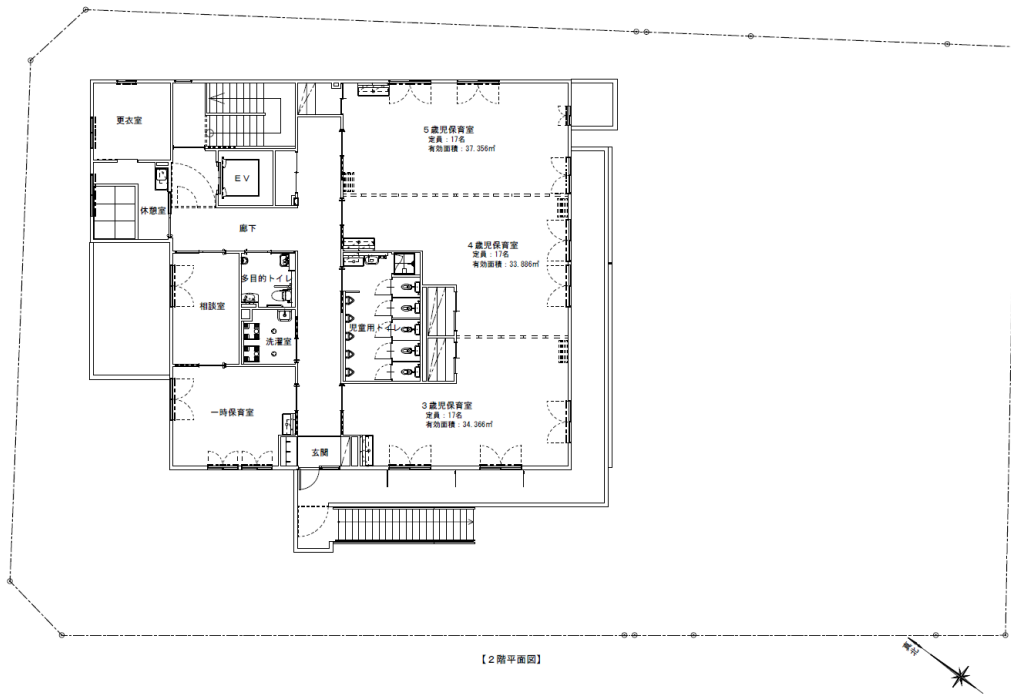 更衣室
5歳児保育室
定員：17名
有効面積：37.356㎡
EV
休憩室
廊下
4歳児保育室
定員：17名
有効面積：33.886㎡
多目的トイレ
相談室
児童用トイレ
洗濯室
一時保育室
3歳児保育室
定員：17名
有効面積：34.366㎡
玄関
【2階平面図】
真北